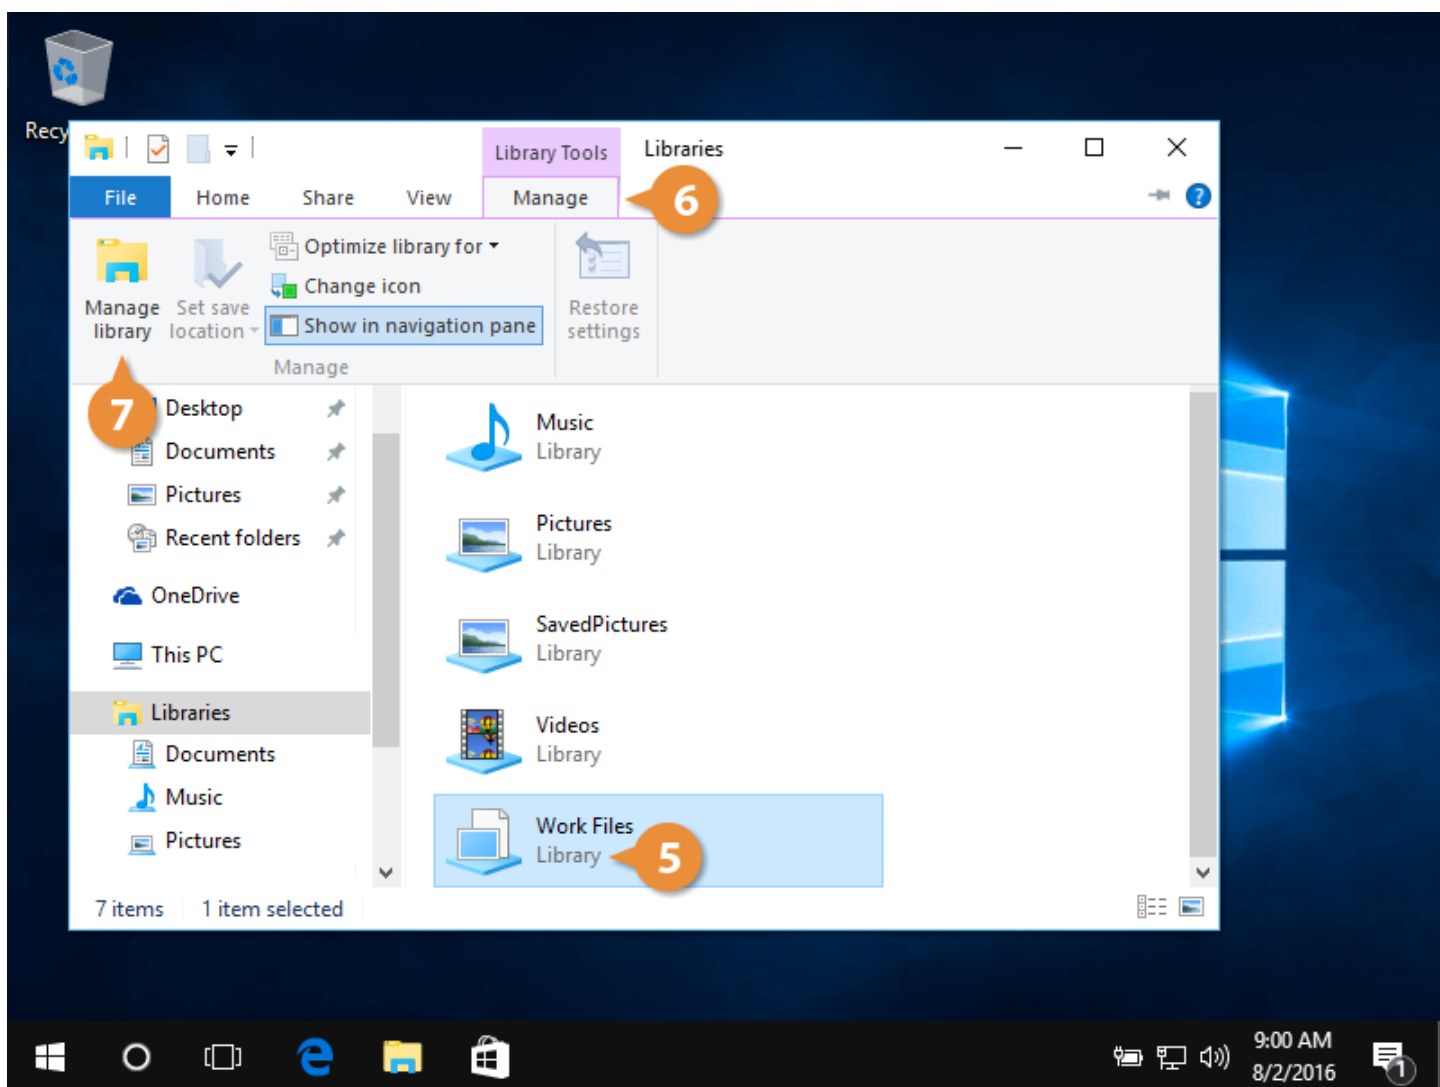 Recy
Library Tools
Libraries
File
Home
Share
View
Manage
6
?
Manage
library
Set save
location
Optimize library for
Change icon
Show in navigation pane
Restore
settings
Manage
7
Desktop
Documents
Pictures
Recent folders
OneDrive
This PC
Libraries
Documents
Music
Pictures
Music
Library
Pictures
Library
SavedPictures
Library
Videos
Library
Work Files
Library
5
7 items
1 item selected
9:00 AM
8/2/2016
1